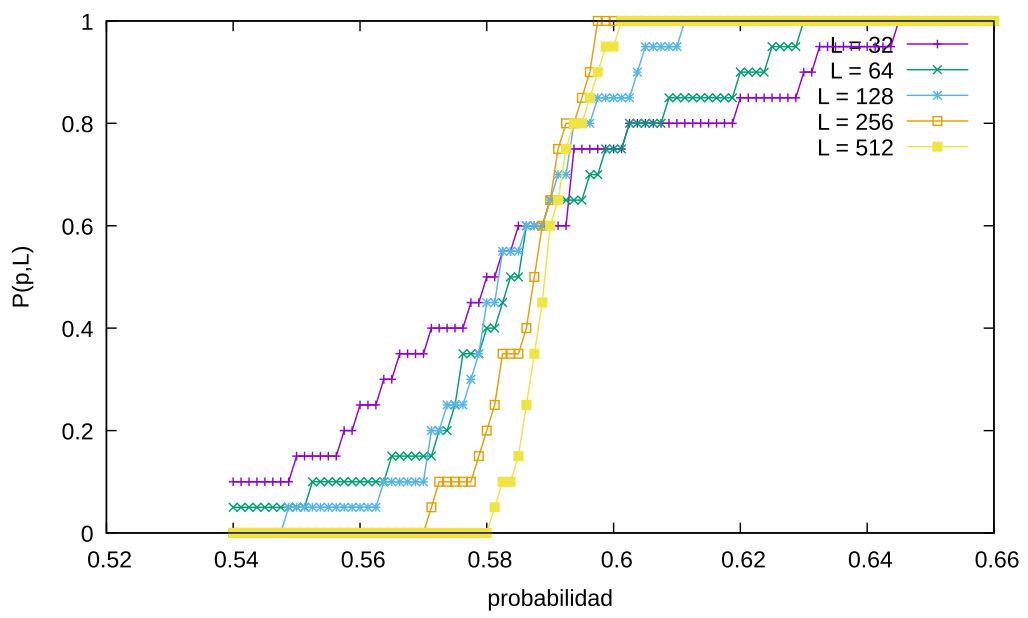 1
0.8
0.6
0.4
0.2
0
0.52 0.54 0.56 0.58 0.6 0.62 0.64 0.66
P(p,L)
probabilidad
L = 32
L = 64
L = 128
L = 256
L = 512